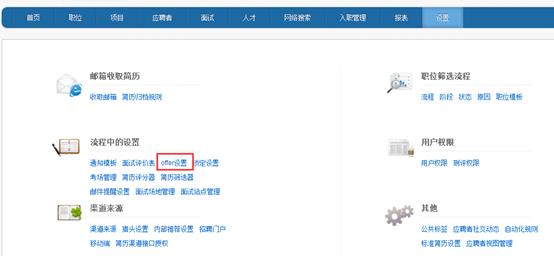 首页 职位 项目 应聘者 面试 人才 网络搜索 入职管理 报表 设置
邮箱收取简历
收取邮箱 简历归档规则
职位筛选流程
流程 阶段 状态 原因 职位模板
流程中的设置
通知模板 面试评价表 offer设置 锁定设置
考场管理 简历评分器 简历筛选器
邮件提醒设置 面试场地管理 面试站点管理
用户权限
用户权限 测评权限
渠道来源
渠道来源 猎头设置 内部推荐设置 招聘门户
移动端 简历渠道接口授权
其他
公共标签 应聘者社交动态 自动化规则
标准简历设置 应聘者视图管理